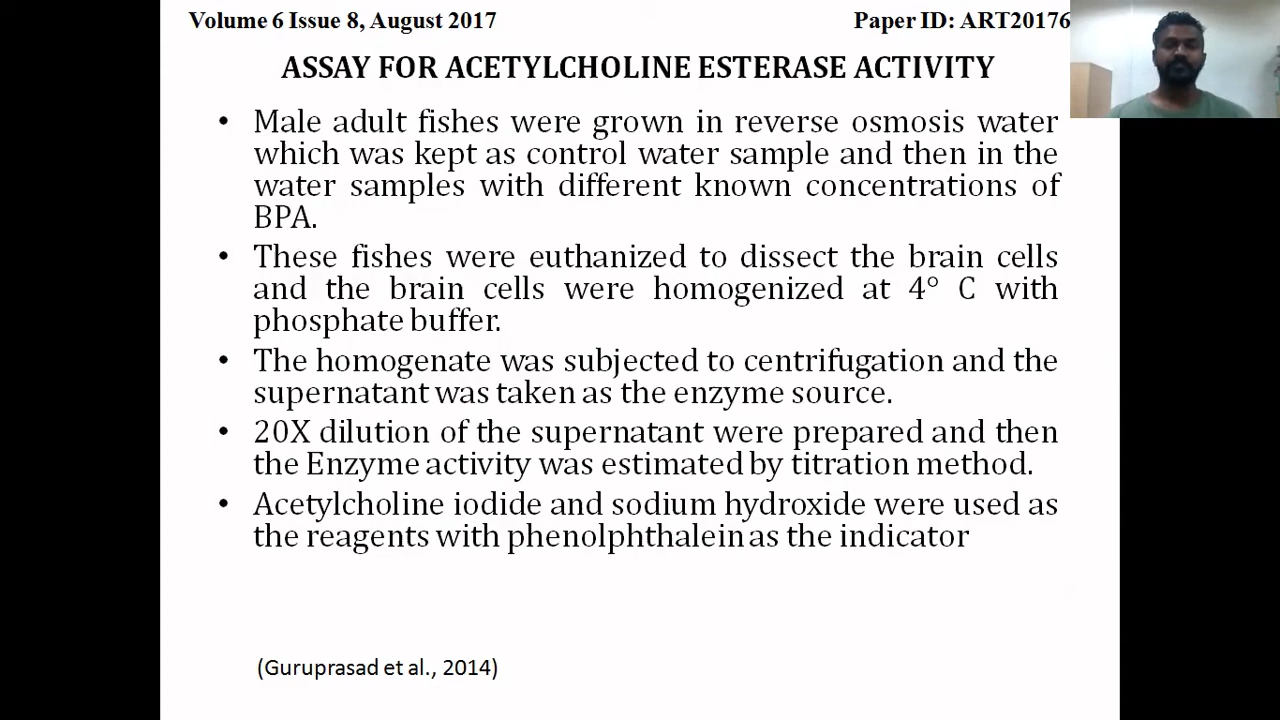 Volume 6 Issue 8, August 2017 Paper ID: ART20176
ASSAY FOR ACETYLCHOLINE ESTERASE ACTIVITY
• Male adult fishes were grown in reverse osmosis water
which was kept as control water sample and then in the
water samples with different known concentrations of
BPA.
• These fishes were euthanized to dissect the brain cells
and the brain cells were homogenized at 4° C with
phosphate buffer.
• The homogenate was subjected to centrifugation and the
supernatant was taken as the enzyme source.
• 20X dilution of the supernatant were prepared and then
the Enzyme activity was estimated by titration method.
• Acetylcholine iodide and sodium hydroxide were used as
the reagents with phenolphthalein as the indicator
(Guruprasad et al., 2014)